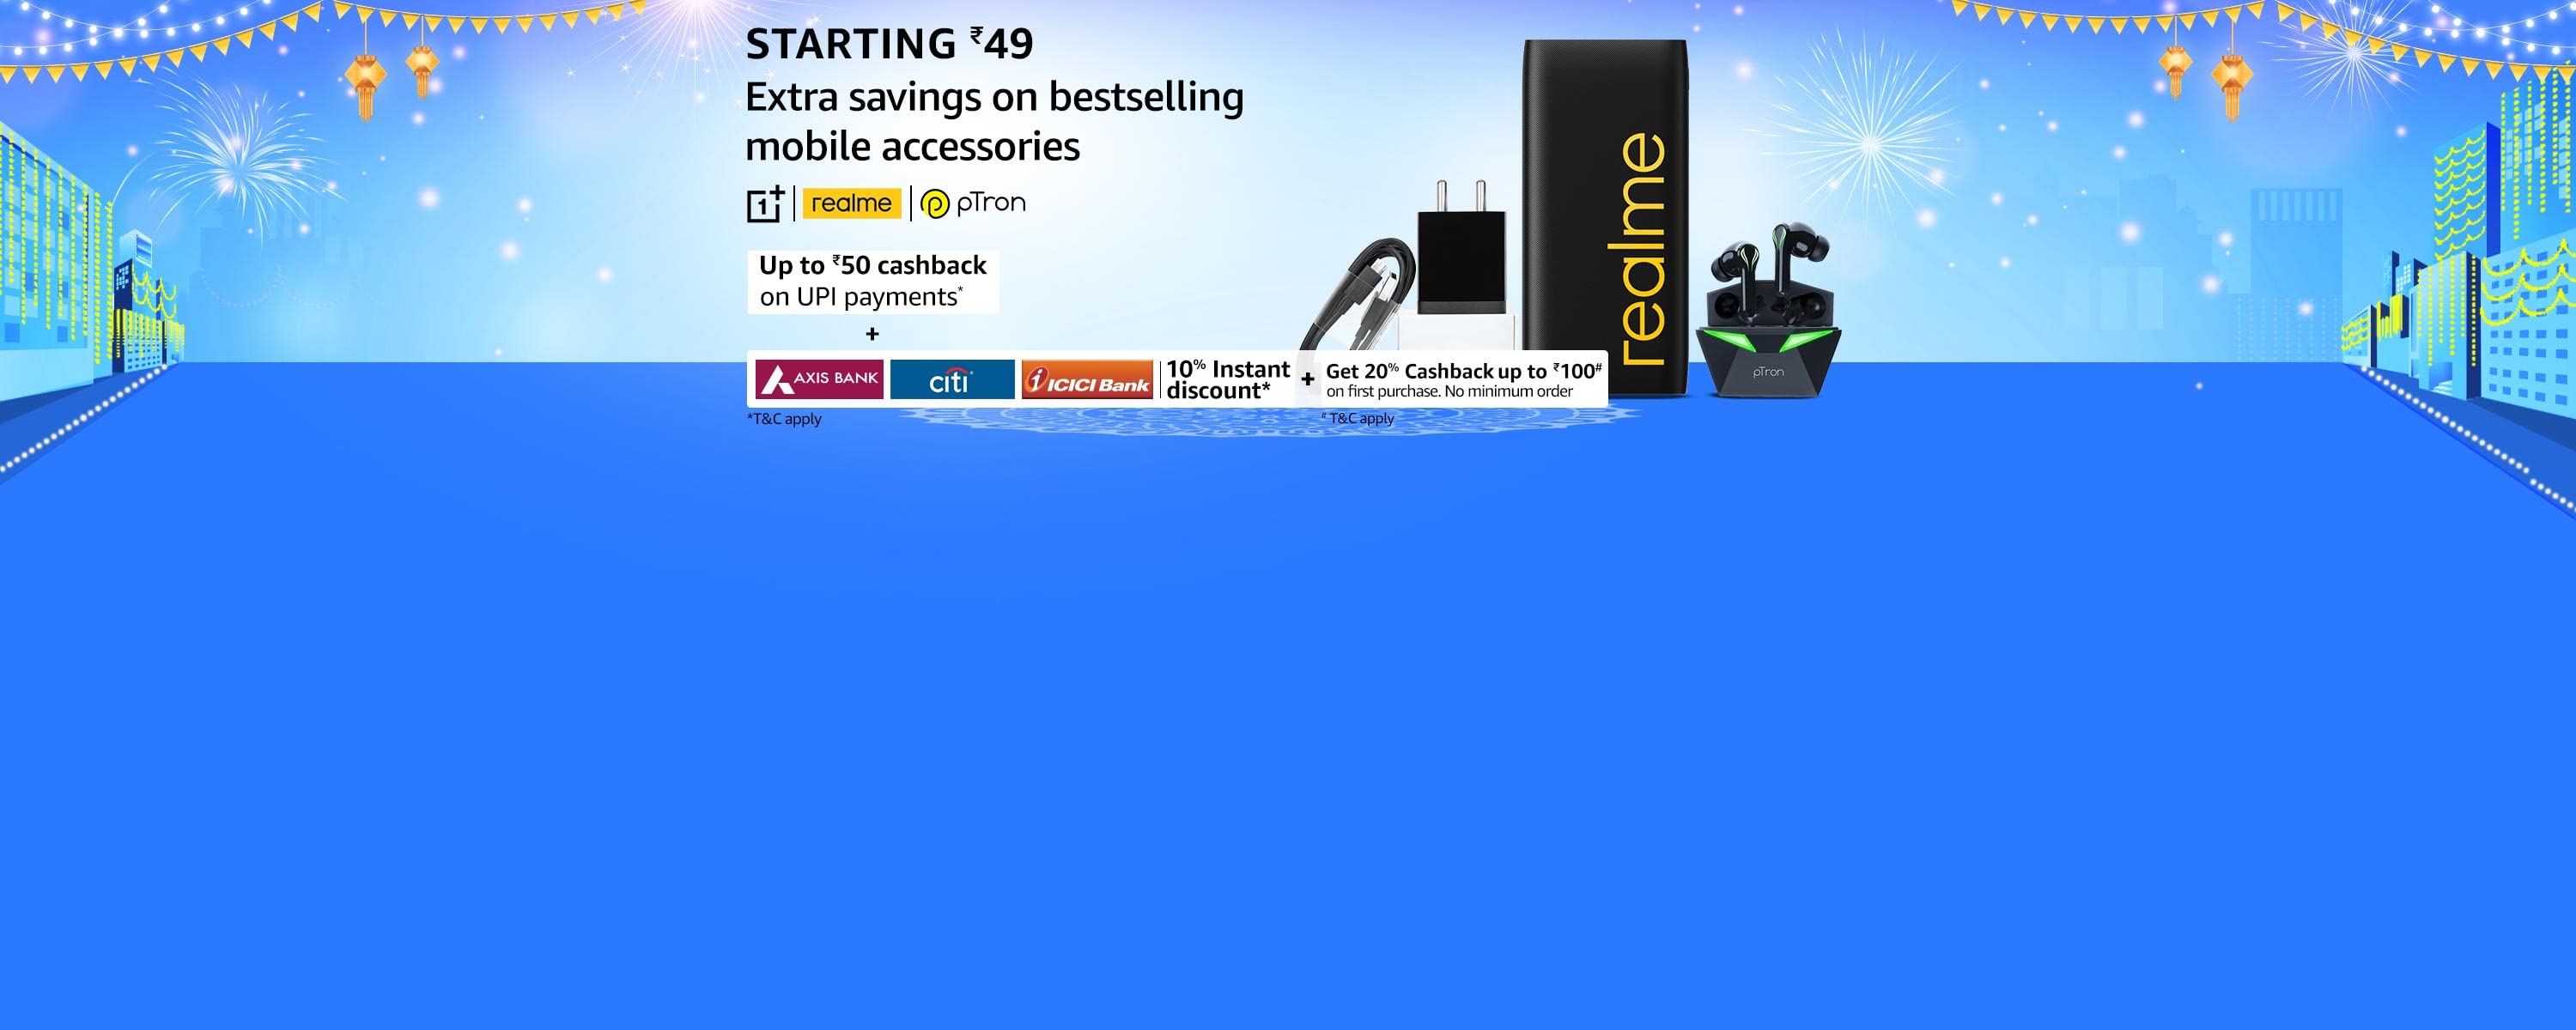 STARTING ₹49
Extra savings on bestselling
mobile accessories
1+ | realme | pTron
Up to ₹50 cashback
on UPI payments*
+
AXIS BANK citi ICICI Bank | 10% Instant
discount* + Get 20% Cashback up to ₹100#
on first purchase. No minimum order
*T&C apply
# T&C apply
realme
pTron